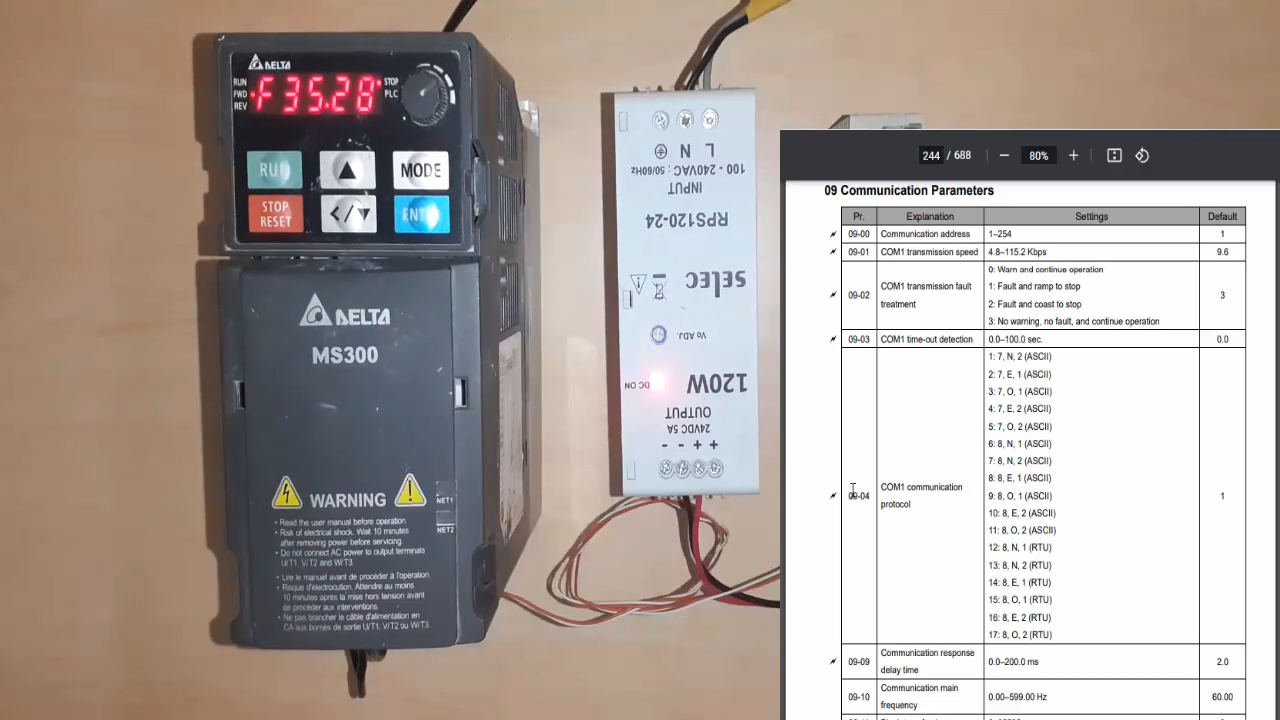 DELTA
RUN
FWD
REV
F35.28
STOP
PLC
RUN
▲
MODE
STOP
RESET
</▼
ENTER
DELTA
MS300
WARNING
NET1
NET2
• Read the user manual before operation.
• Risk of electrical shock. Wait 10 minutes
after removing power before servicing.
• Do not connect AC power to output terminals
U/T1, V/T2 and W/T3.
• Lire le manuel avant de procéder à l'opération.
• Risque d'électrocution. Attendre au moins
10 minutes après la mise hors tension avant
de procéder aux interventions.
• Ne pas brancher le câble d'alimentation en
CA aux bornes de sortie U/T1, V/T2 ou W/T3.
L N
100 - 240VAC : 50/60Hz
INPUT
RPS120-24
selec
Vo ADJ.
120W
DC ON
OUTPUT
24VDC 5A
+ + - -
244 / 688 − 80% +
09 Communication Parameters
Pr. Explanation Settings Default
09-00 Communication address 1~254 1
09-01 COM1 transmission speed 4.8–115.2 Kbps 9.6
09-02 COM1 transmission fault treatment 3
0: Warn and continue operation
1: Fault and ramp to stop
2: Fault and coast to stop
3: No warning, no fault, and continue operation
09-03 COM1 time-out detection 0.0–100.0 sec. 0.0
09-04 COM1 communication protocol 1
1: 7, N, 2 (ASCII)
2: 7, E, 1 (ASCII)
3: 7, O, 1 (ASCII)
4: 7, E, 2 (ASCII)
5: 7, O, 2 (ASCII)
6: 8, N, 1 (ASCII)
7: 8, N, 2 (ASCII)
8: 8, E, 1 (ASCII)
9: 8, O, 1 (ASCII)
10: 8, E, 2 (ASCII)
11: 8, O, 2 (ASCII)
12: 8, N, 1 (RTU)
13: 8, N, 2 (RTU)
14: 8, E, 1 (RTU)
15: 8, O, 1 (RTU)
16: 8, E, 2 (RTU)
17: 8, O, 2 (RTU)
09-09 Communication response delay time 0.0–200.0 ms 2.0
09-10 Communication main frequency 0.00–599.00 Hz 60.00